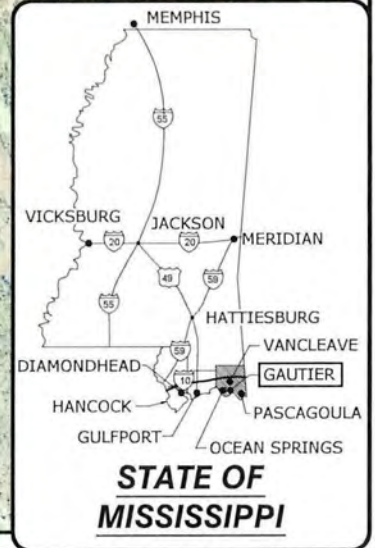 MEMPHIS
55
VICKSBURG
JACKSON
20
20
MERIDIAN
49
59
55
HATTIESBURG
59
VANCLEAVE
DIAMONDHEAD
10
GAUTIER
HANCOCK
PASCAGOULA
GULFPORT
OCEAN SPRINGS
STATE OF
MISSISSIPPI